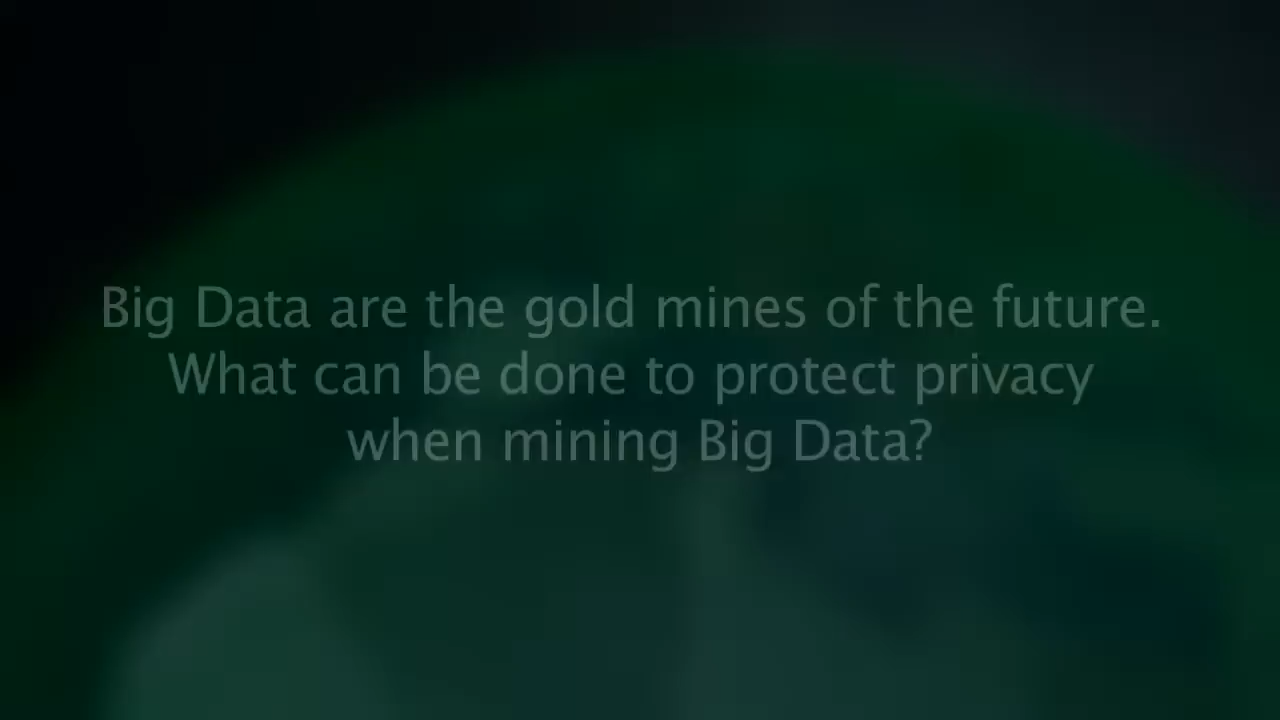 Big Data are the gold mines of the future.
What can be done to protect privacy
when mining Big Data?